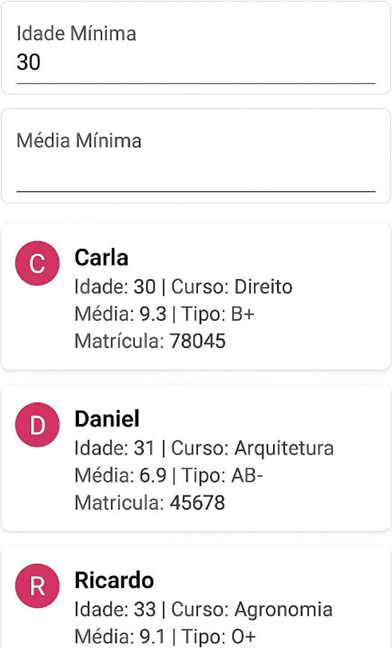 Idade Mínima
30
Média Mínima
C
Carla
Idade: 30 | Curso: Direito
Média: 9.3 | Tipo: B+
Matrícula: 78045
D
Daniel
Idade: 31 | Curso: Arquitetura
Média: 6.9 | Tipo: AB-
Matricula: 45678
R
Ricardo
Idade: 33 | Curso: Agronomia
Média: 9.1 | Tipo: O+